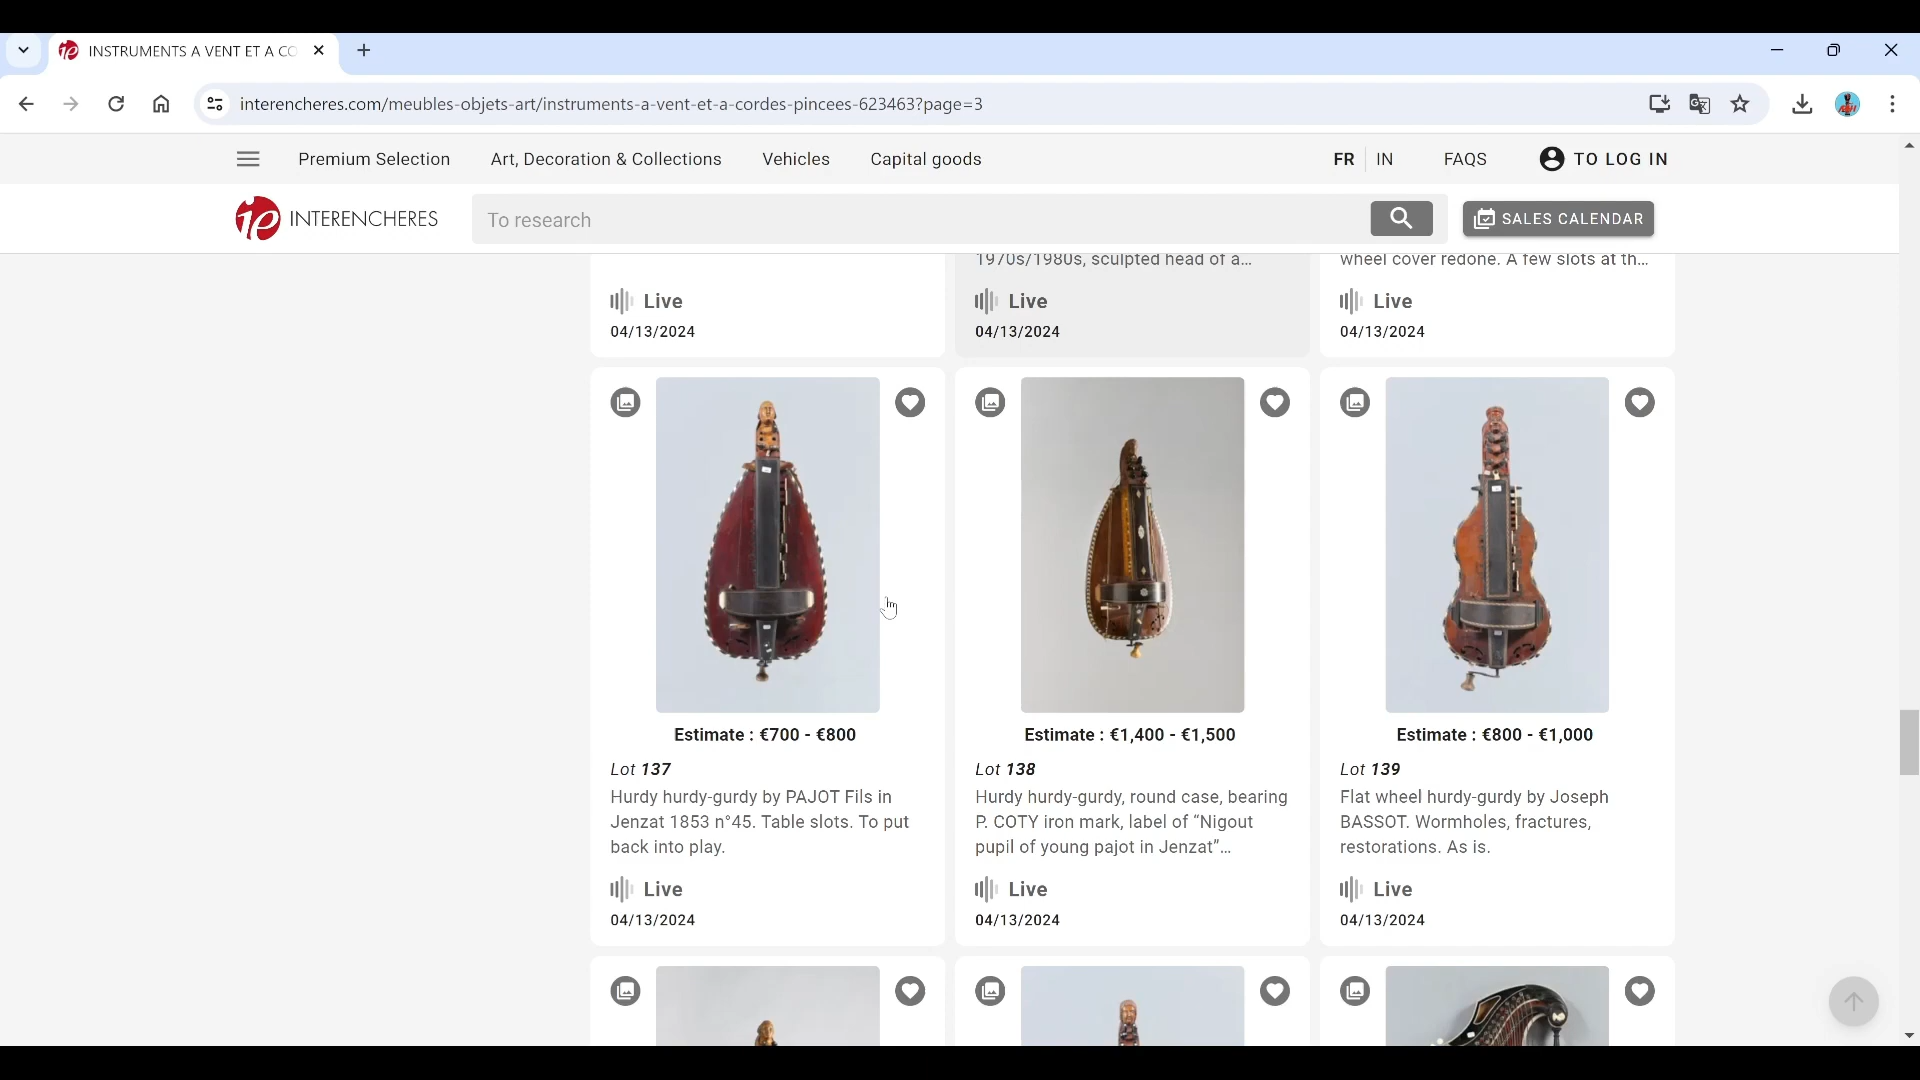 INSTRUMENTS A VENT ET A CO
interencheres.com/meubles-objets-art/instruments-a-vent-et-a-cordes-pincees-623463?page=3
Premium Selection Art, Decoration & Collections Vehicles Capital goods FR IN FAQS TO LOG IN
INTERENCHERES To research SALES CALENDAR
1970s/1980s, sculpted head of a... wheel cover redone. A few slots at th...
Live Live Live
04/13/2024 04/13/2024 04/13/2024
Estimate : €700 - €800 Estimate : €1,400 - €1,500 Estimate : €800 - €1,000
Lot 137
Hurdy hurdy-gurdy by PAJOT Fils in
Jenzat 1853 n°45. Table slots. To put
back into play.
Live
04/13/2024
Lot 138
Hurdy hurdy-gurdy, round case, bearing
P. COTY iron mark, label of “Nigout
pupil of young pajot in Jenzat”...
Live
04/13/2024
Lot 139
Flat wheel hurdy-gurdy by Joseph
BASSOT. Wormholes, fractures,
restorations. As is.
Live
04/13/2024